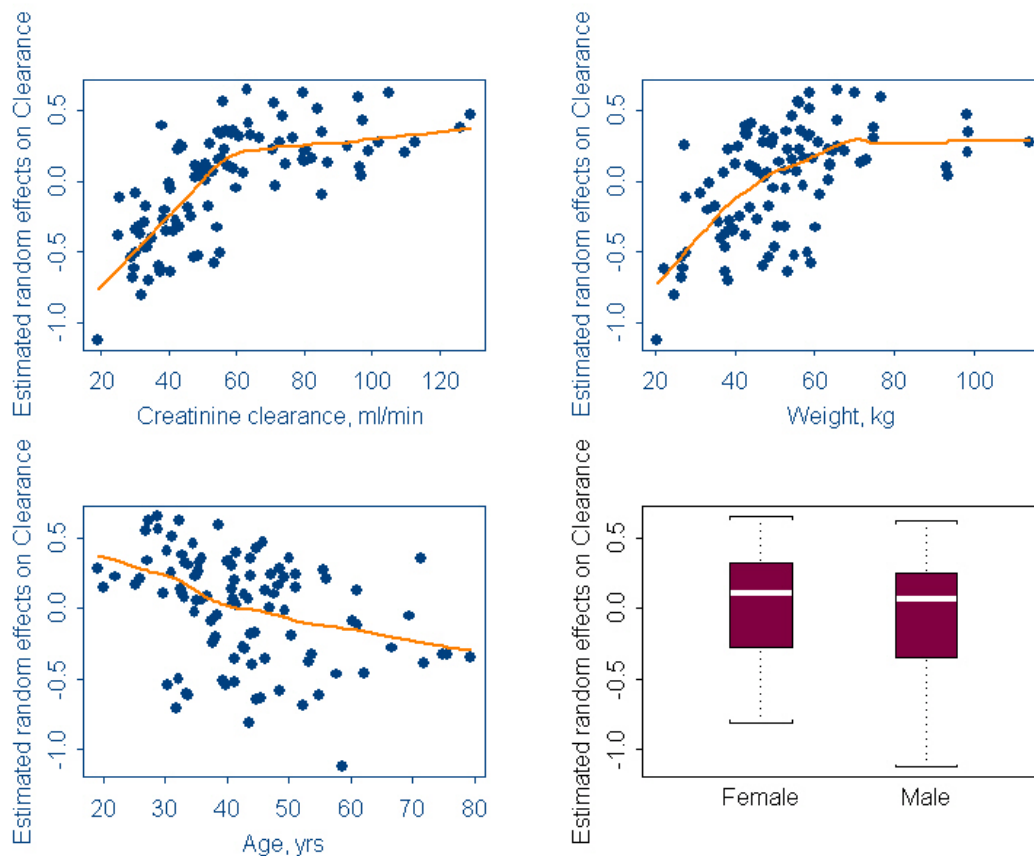 Estimated random effects on Clearance
0.5
0.0
-0.5
-1.0
20 40 60 80 100 120
Creatinine clearance, ml/min
Estimated random effects on Clearance
0.5
0.0
-0.5
-1.0
20 40 60 80 100
Weight, kg
Estimated random effects on Clearance
0.5
0.0
-0.5
-1.0
20 30 40 50 60 70 80
Age, yrs
Estimated random effects on Clearance
0.5
0.0
-0.5
-1.0
Female Male